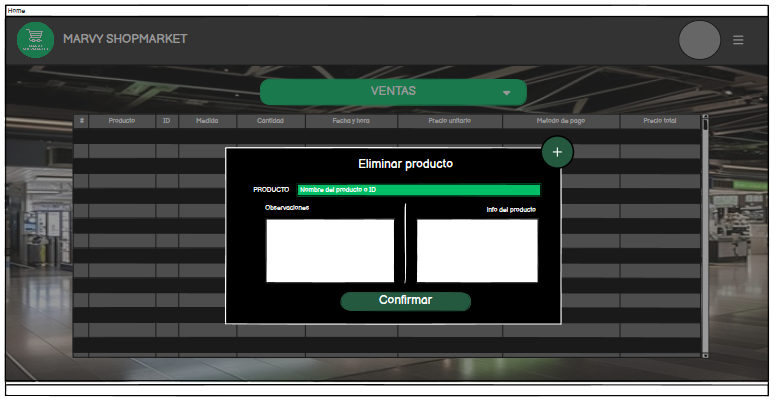 Home
MARVY SHOPMARKET
VENTAS
# Producto ID Medida Cantidad Fecha y hora Precio unitario Metodo de pago Precio total
+
Eliminar producto
PRODUCTO Nombre del producto o ID
Observaciones Info del producto
Confirmar